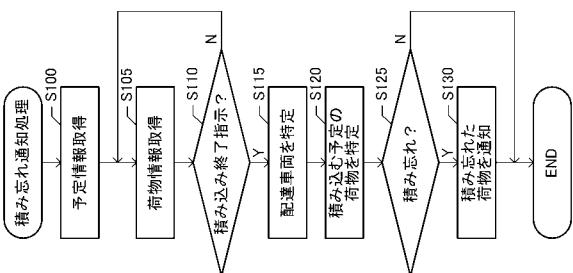 積み忘れ通知処理
S100
予定情報取得
S105
荷物情報取得
S110
積み込み終了指示？
N
Y
S115
配達車両を特定
S120
積み込む予定の
荷物を特定
S125
積み忘れ？
N
Y
S130
積み忘れた
荷物を通知
END